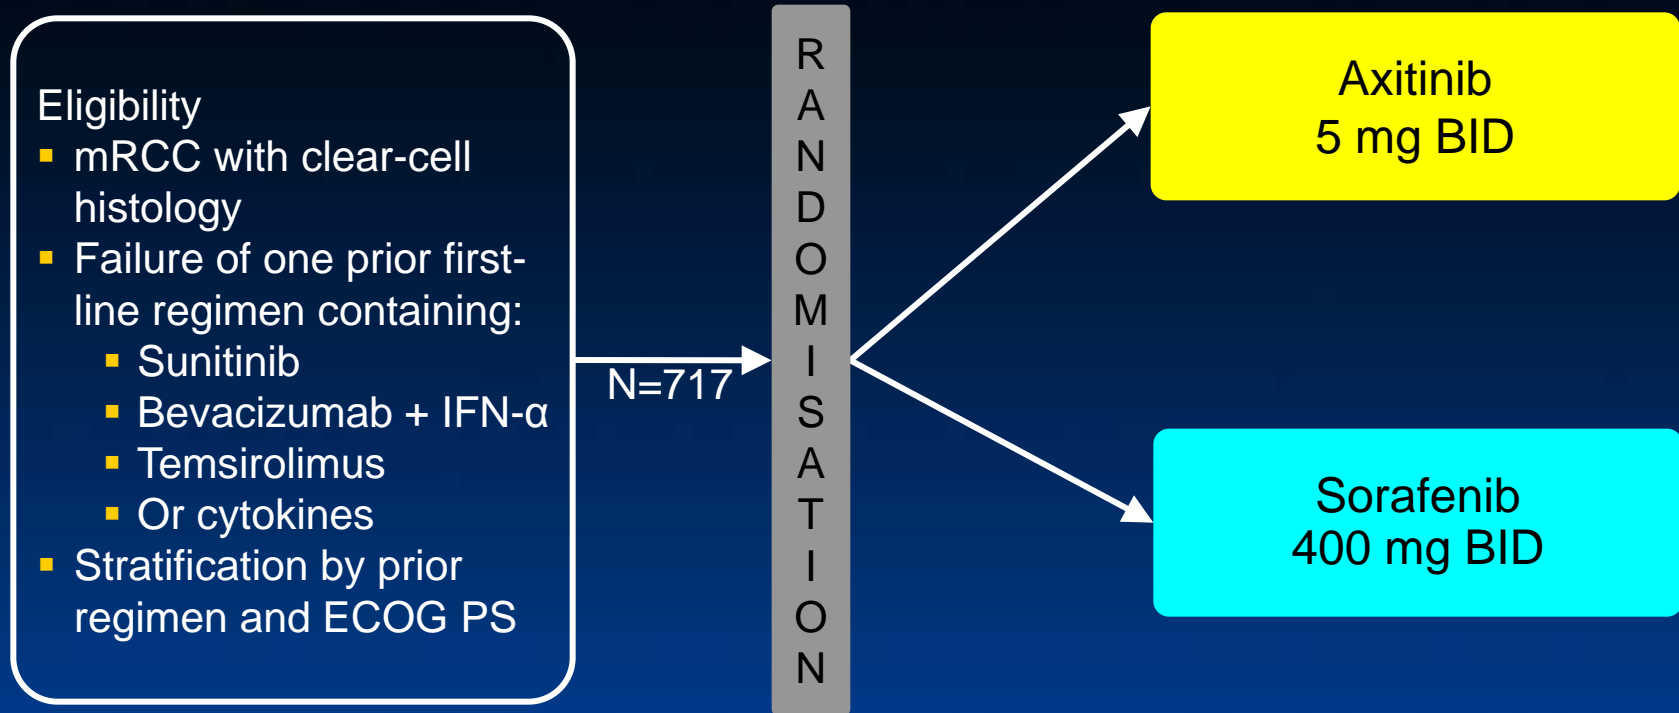 Eligibility
▪ mRCC with clear-cell
histology
▪ Failure of one prior first-
line regimen containing:
▪ Sunitinib
▪ Bevacizumab + IFN-α
▪ Temsirolimus
▪ Or cytokines
▪ Stratification by prior
regimen and ECOG PS
N=717
R
A
N
D
O
M
I
S
A
T
I
O
N
Axitinib
5 mg BID
Sorafenib
400 mg BID